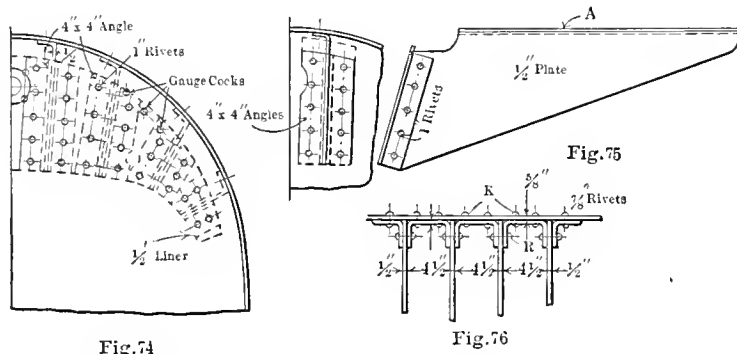 4" x 4" Angle
1" Rivets
1/2"
Gauge Cocks
4" x 4" Angles
1/2" Liner
Fig.74
A
1/2" Plate
1" Rivets
Fig.75
K
5/8"
7/8" Rivets
R
1/2" 4 1/2" 4 1/2" 4 1/2" 1/2"
Fig.76